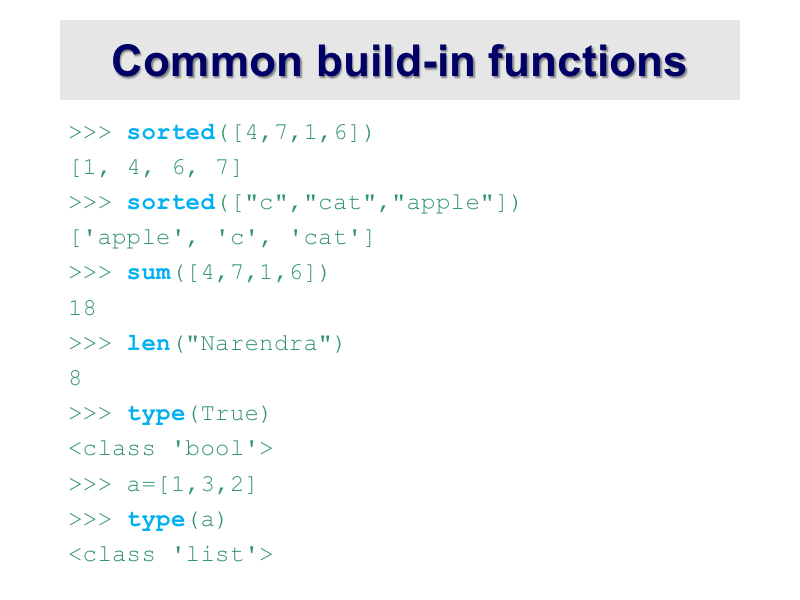 Common build-in functions
>>> sorted([4,7,1,6])
[1, 4, 6, 7]
>>> sorted(["c","cat","apple"])
['apple', 'c', 'cat']
>>> sum([4,7,1,6])
18
>>> len("Narendra")
8
>>> type(True)
<class 'bool'>
>>> a=[1,3,2]
>>> type(a)
<class 'list'>